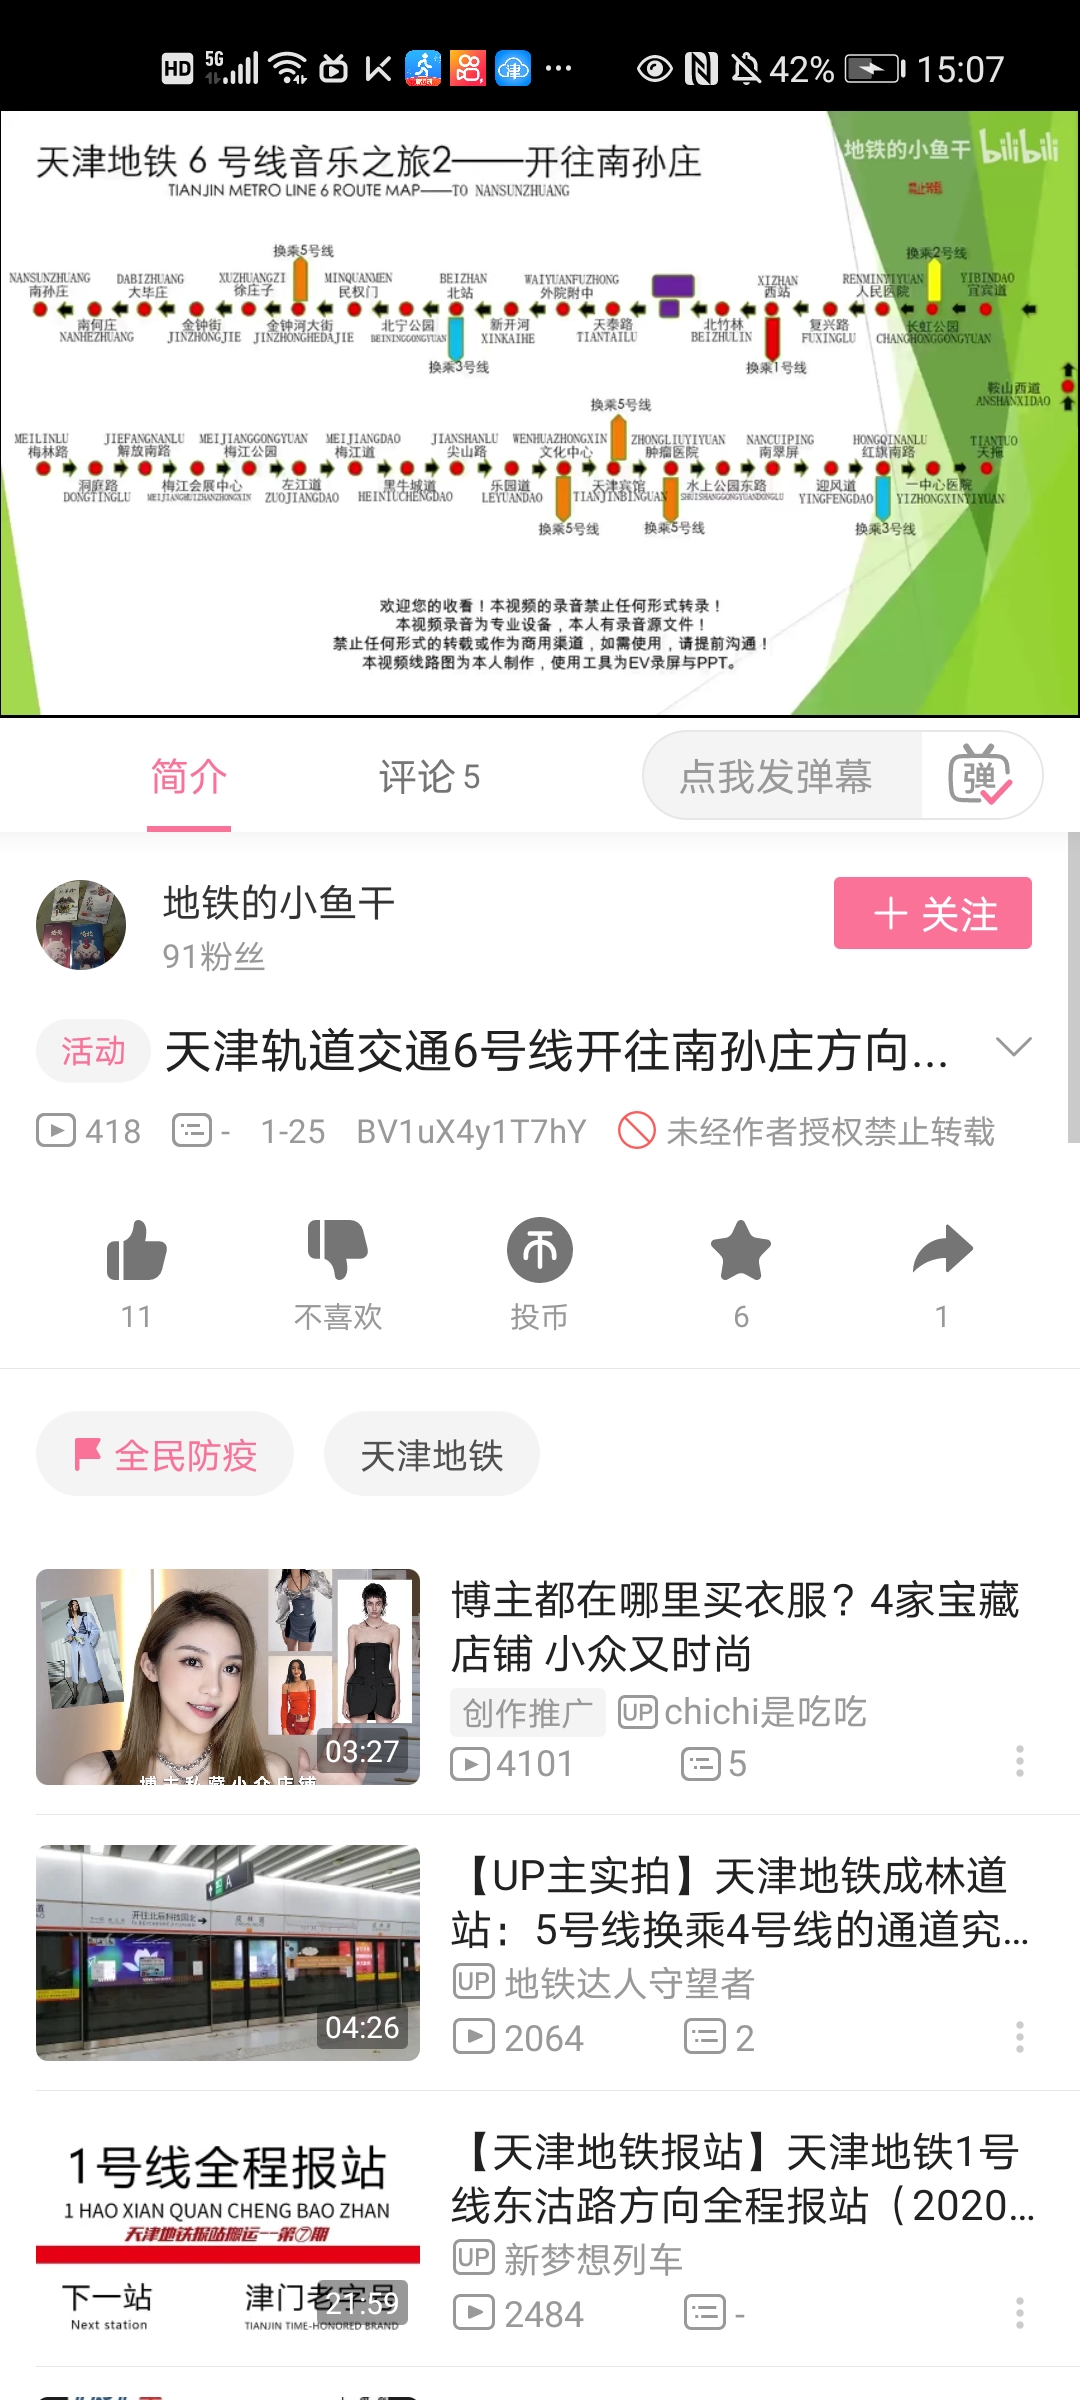 HD 5G 42% 15:07
天津地铁 6 号线音乐之旅2——开往南孙庄
TIANJIN METRO LINE 6 ROUTE MAP——TO NANSUNZHUANG
地铁的小鱼干 bilibili
换乘5号线 换乘2号线
NANSUNZHUANG DABIZHUANG XUZHUANGZI MINQUANMEN BEIZHAN WAIYUANFUZHONG XIZHAN RENMINYIYUAN YIBINDAO
南孙庄 大毕庄 徐庄子 民权门 北站 外院附中 西站 人民医院 宜宾道
南何庄 金钟街 金钟河大街 北宁公园 新开河 天泰路 北竹林 复兴路 长虹公园
NANHEZHUANG JINZHONGJIE JINZHONGHEDAJIE BEININGGONGYUAN XINKAIHE TIANTAILU BEIZHULIN FUXINGLU CHANGHONGGONGYUAN
换乘3号线 换乘1号线
鞍山西道
ANSHANXIDAO
换乘5号线
MEILINLU JIEFANGNANLU MEIJIANGGONGYUAN MEIJIANGDAO JIANSHANLU WENHUAZHONGXIN ZHONGLIUYIYUAN NANCUIPING HONGQINANLU TIANTUO
梅林路 解放南路 梅江公园 梅江道 尖山路 文化中心 肿瘤医院 南翠屏 红旗南路 天拖
洞庭路 梅江会展中心 左江道 黑牛城道 乐园道 天津宾馆 水上公园东路 迎风道 一中心医院
DONGTINGLU MEIJIANGHUIZHANZHONGXIN ZUOJIANGDAO HEINIUCHENGDAO LEYUANDAO TIANJINBINGUAN SHUISHANGGONGYUANDONGLU YINGFENGDAO YIZHONGXINYIYUAN
换乘5号线 换乘5号线 换乘3号线
欢迎您的收看！本视频的录音禁止任何形式转录！
本视频录音为专业设备，本人有录音源文件！
禁止任何形式的转载或作为商用渠道，如需使用，请提前沟通！
本视频线路图为本人制作，使用工具为EV录屏与PPT。
简介 评论 5 点我发弹幕 弹
地铁的小鱼干
91粉丝
＋ 关注
活动 天津轨道交通6号线开往南孙庄方向...
418 - 1-25 BV1uX4y1T7hY 未经作者授权禁止转载
11 不喜欢 投币 6 1
全民防疫 天津地铁
博主都在哪里买衣服？4家宝藏
店铺 小众又时尚
创作推广 UP chichi是吃吃
4101 5
03:27
博主私藏小众店铺
【UP主实拍】天津地铁成林道
站：5号线换乘4号线的通道究...
UP 地铁达人守望者
2064 2
A
04:26
【天津地铁报站】天津地铁1号
线东沽路方向全程报站（2020...
UP 新梦想列车
2484 -
1号线全程报站
1 HAO XIAN QUAN CHENG BAO ZHAN
天津地铁报站搬运——第⑦期
下一站 津门老字号
Next station TIANJIN TIME-HONORED BRAND
21:59